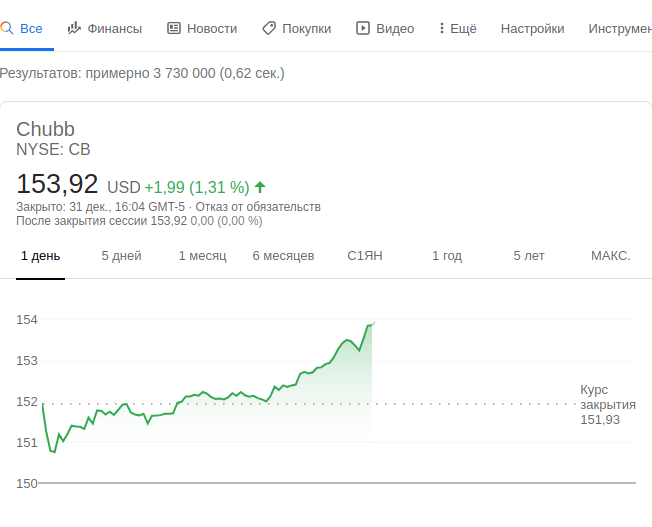 Все Финансы Новости Покупки Видео Ещё Настройки Инструмен
Результатов: примерно 3 730 000 (0,62 сек.)
Chubb
NYSE: CB
153,92 USD +1,99 (1,31 %)
Закрыто: 31 дек., 16:04 GMT-5 · Отказ от обязательств
После закрытия сессии 153,92 0,00 (0,00 %)
1 день 5 дней 1 месяц 6 месяцев С1ЯН 1 год 5 лет МАКС.
154
153
152
151
150
Курс
закрытия
151,93